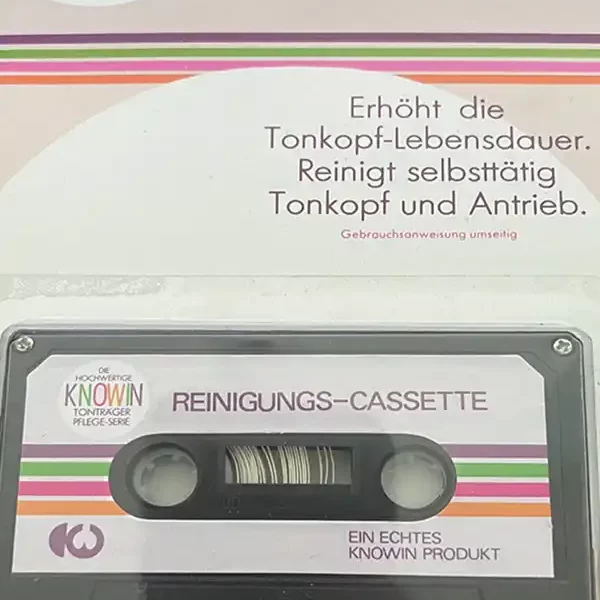 Erhöht die
Tonkopf-Lebensdauer.
Reinigt selbsttätig
Tonkopf und Antrieb.
Gebrauchsanweisung umseitig
DIE
HOCHWERTIGE
KNOWIN
TONTRÄGER
PFLEGE-SERIE
REINIGUNGS-CASSETTE
EIN ECHTES
KNOWIN PRODUKT